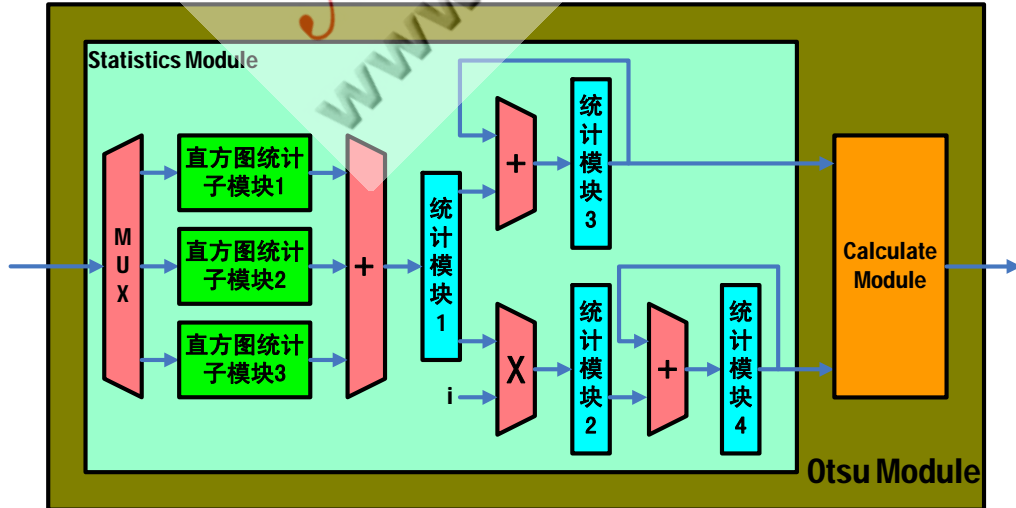 Statistics Module
MUX
直方图统计
子模块1
直方图统计
子模块2
直方图统计
子模块3
+
统计模块1
+
统计模块3
i
X
统计模块2
+
统计模块4
Calculate
Module
Otsu Module
www